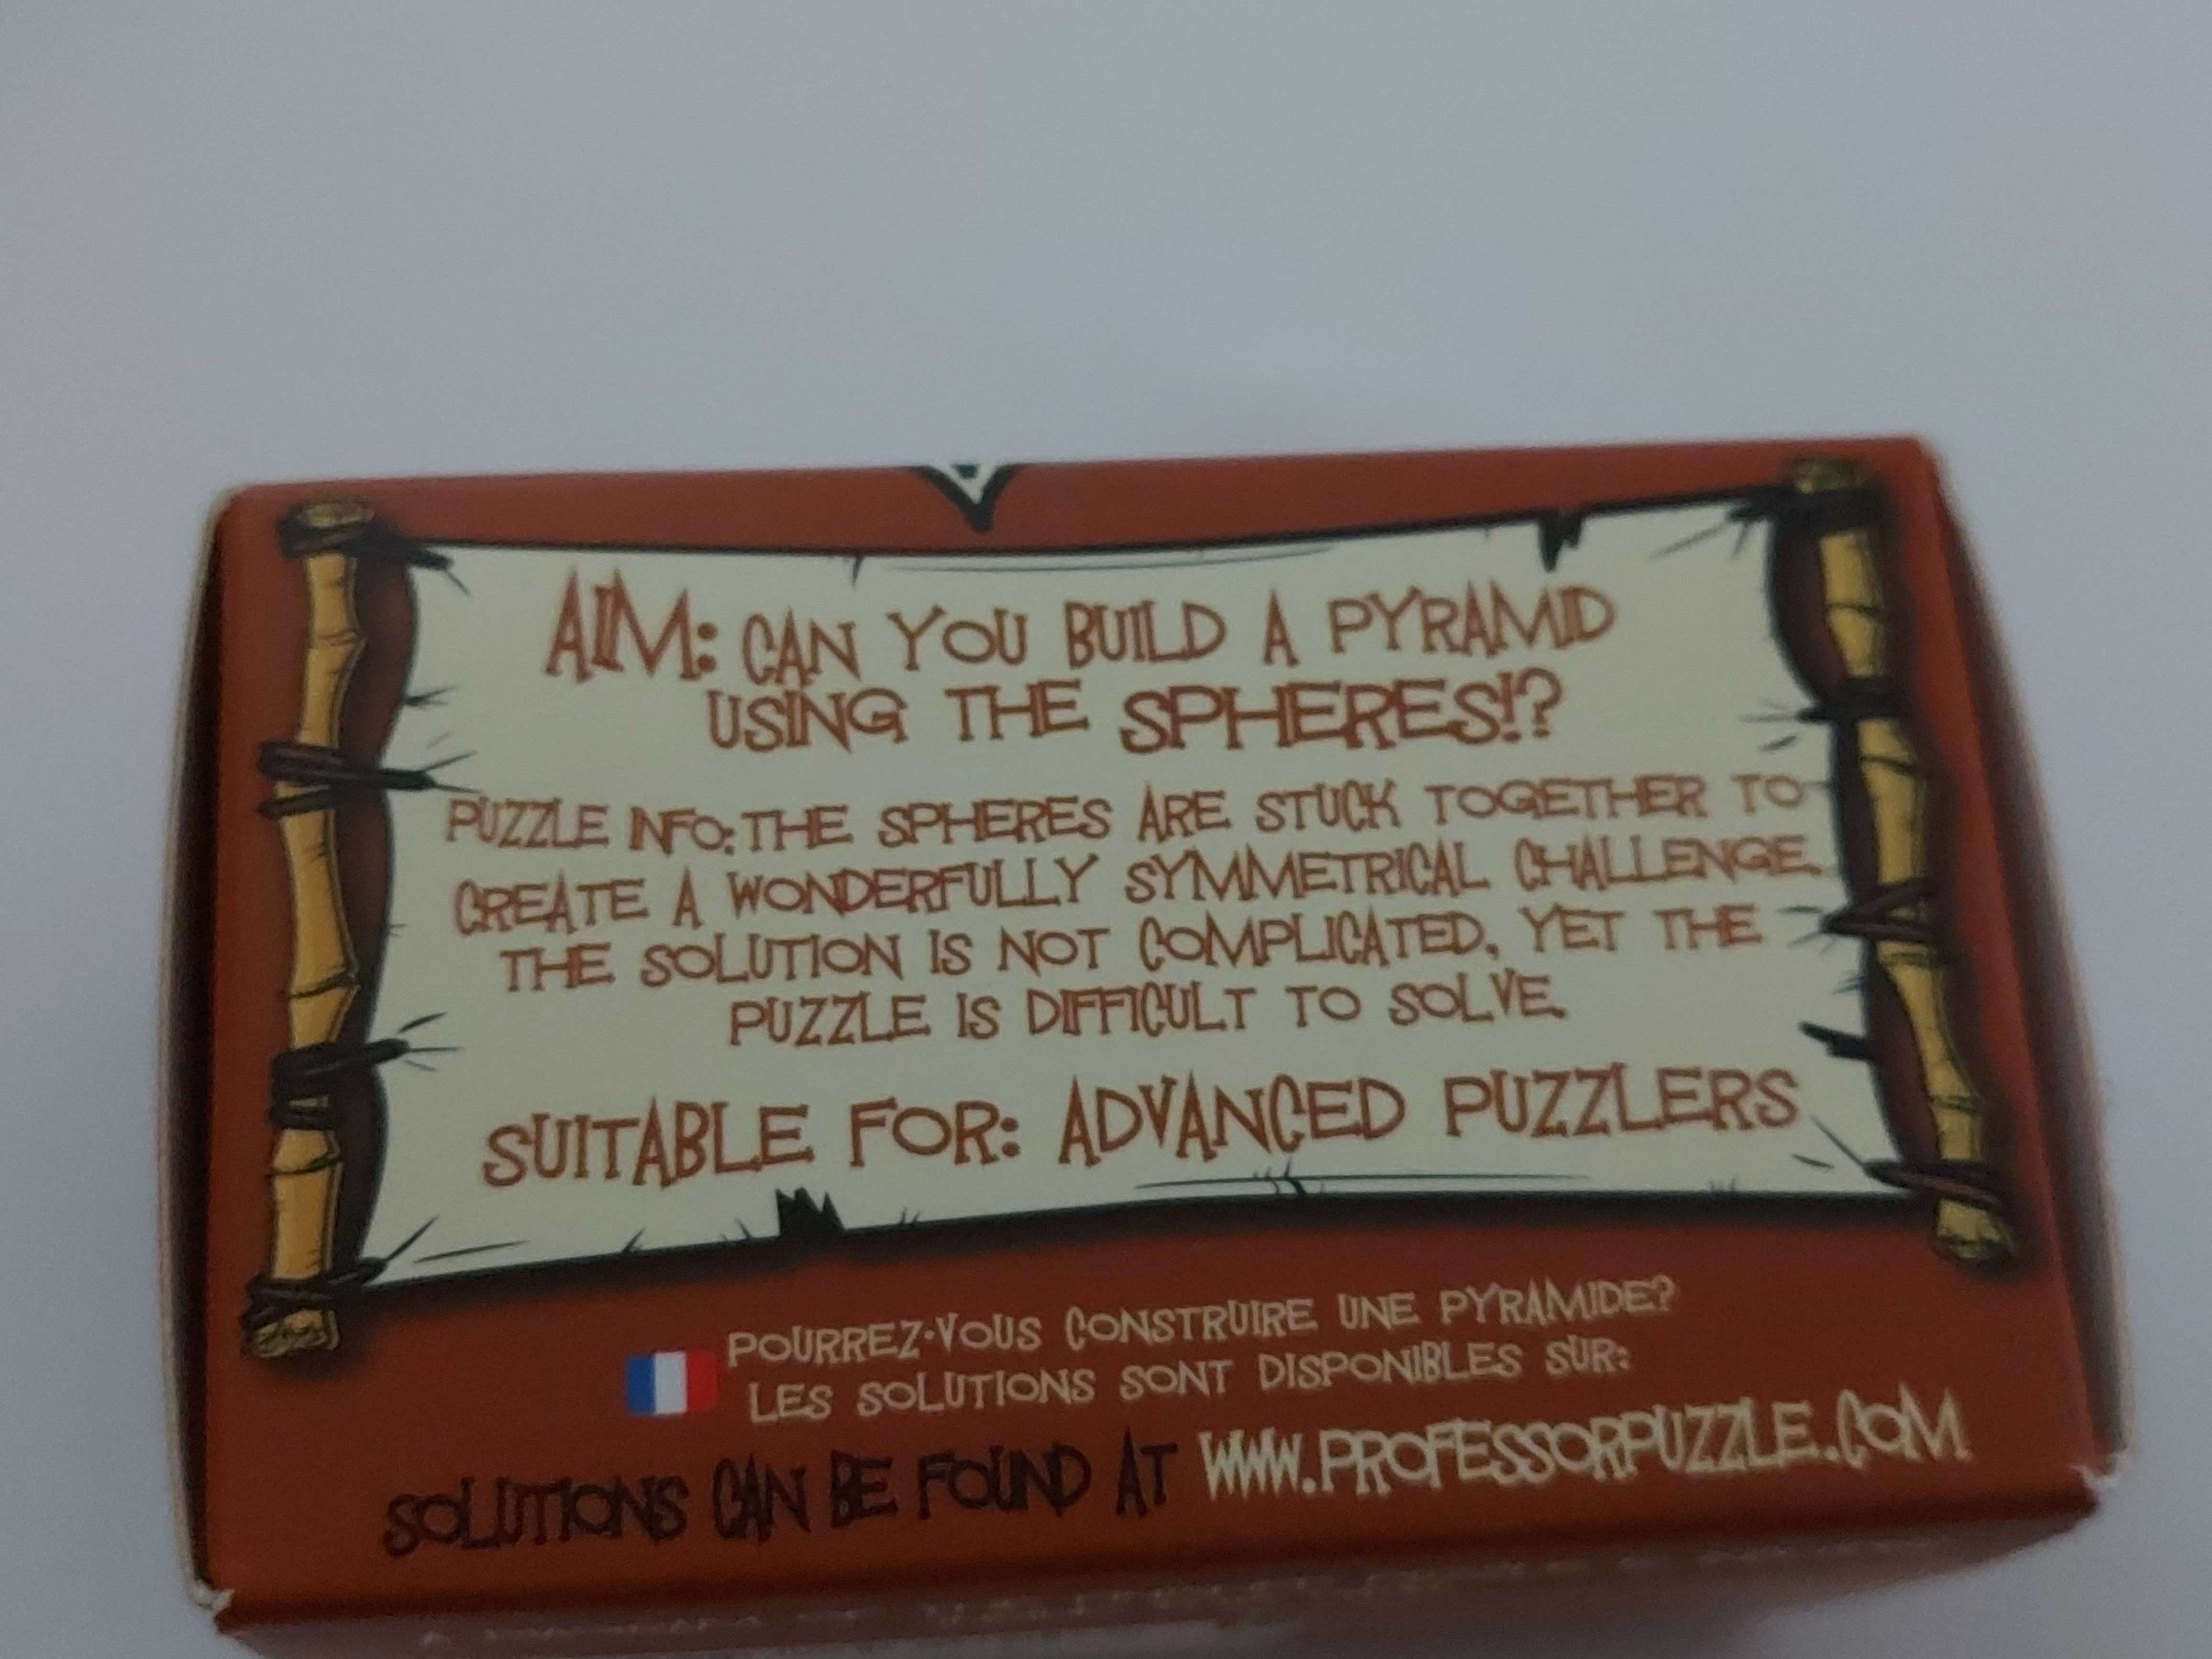 AIM: CAN YOU BUILD A PYRAMID
USING THE SPHERES!?
PUZZLE INFO: THE SPHERES ARE STUCK TOGETHER TO
CREATE A WONDERFULLY SYMMETRICAL CHALLENGE.
THE SOLUTION IS NOT COMPLICATED, YET THE
PUZZLE IS DIFFICULT TO SOLVE.
SUITABLE FOR: ADVANCED PUZZLERS
POURREZ-VOUS CONSTRUIRE UNE PYRAMIDE?
LES SOLUTIONS SONT DISPONIBLES SUR:
SOLUTIONS CAN BE FOUND AT WWW.PROFESSORPUZZLE.COM